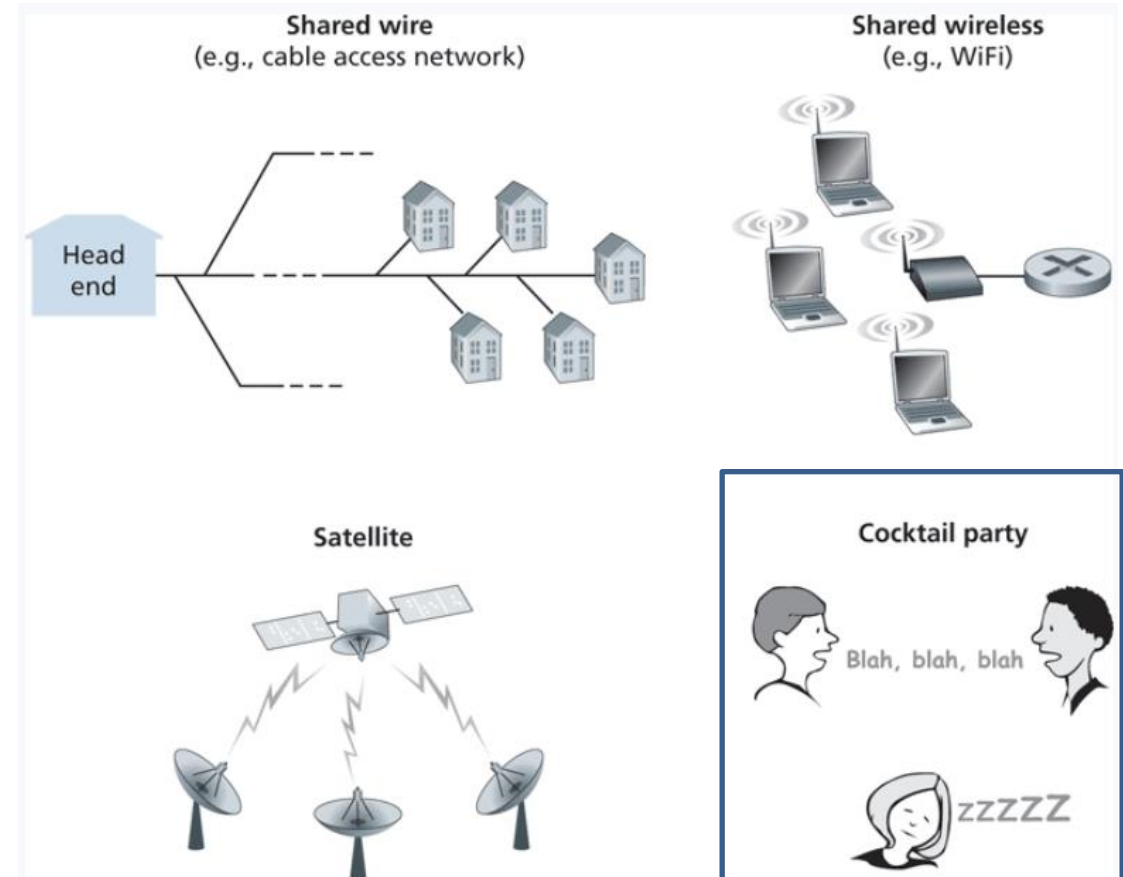 Shared wire
(e.g., cable access network)
Shared wireless
(e.g., WiFi)
Head
end
Satellite
Cocktail party
Blah, blah, blah
zzzzz